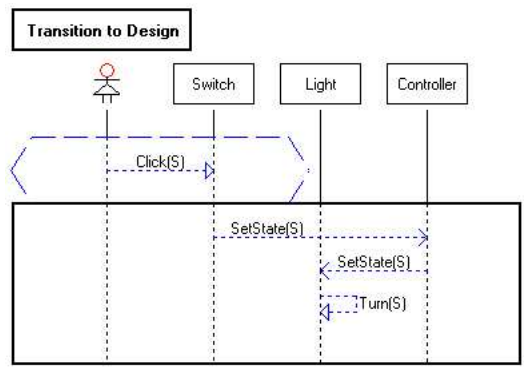 Transition to Design
Switch
Light
Controller
Click(S)
SetState(S)
SetState(S)
Turn(S)